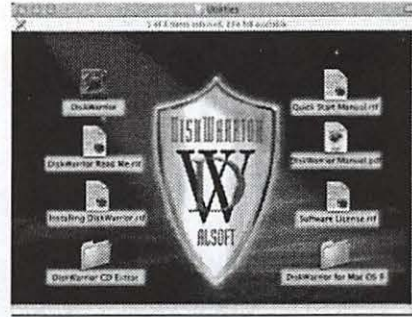 Utilities
DiskWarrior
Quick Start Manual.rtf
DISKWARRIOR
DiskWarrior Read Me.rtf
DiskWarrior Manual.pdf
W
Installing DiskWarrior.rtf
Software License.rtf
ALSOFT
DiskWarrior CD Extras
DiskWarrior for Mac OS 9